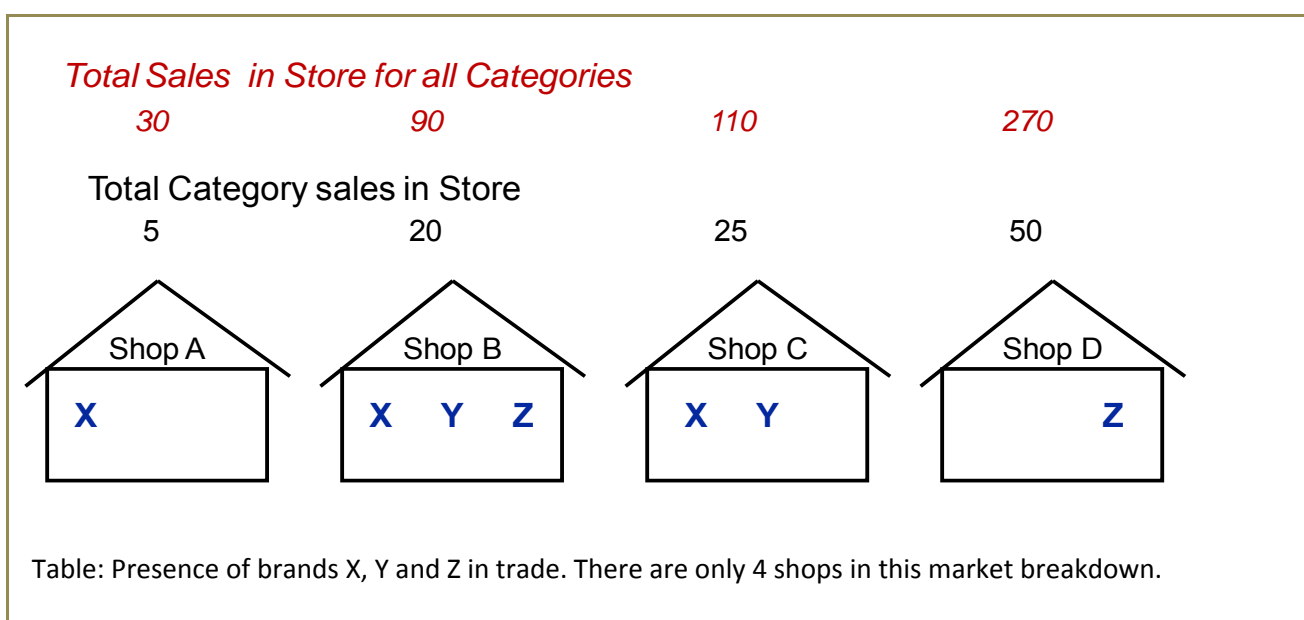 Total Sales in Store for all Categories
30 90 110 270
Total Category sales in Store
5 20 25 50
Shop A Shop B Shop C Shop D
X X Y Z X Y Z
Table: Presence of brands X, Y and Z in trade. There are only 4 shops in this market breakdown.